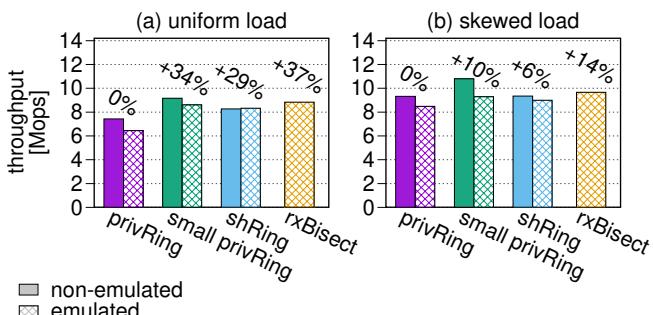 (a) uniform load
(b) skewed load
throughput
[Mops]
14
12
10
8
6
4
2
0
0%
+34%
+29%
+37%
privRing
small privRing
shRing
rxBisect
14
12
10
8
6
4
2
0
0%
+10%
+6%
+14%
privRing
small privRing
shRing
rxBisect
non-emulated
emulated